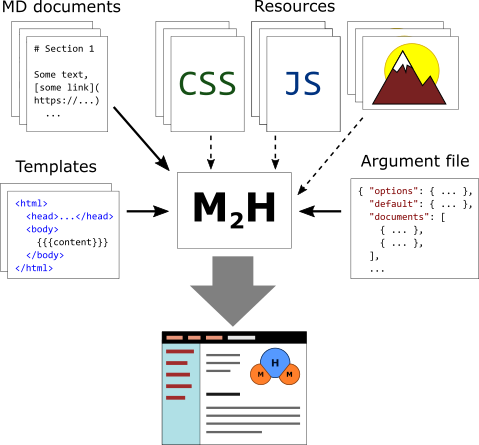 MD documents
Resources
# Section 1
Some text,
[some link](
https://...)
...
CSS
JS
Templates
<html>
<head>...</head>
<body>
{{{content}}}
</body>
</html>
M₂H
Argument file
{ "options": { ... },
"default": { ... },
"documents": [
{ ... },
{ ... },
],
...
H
M
M